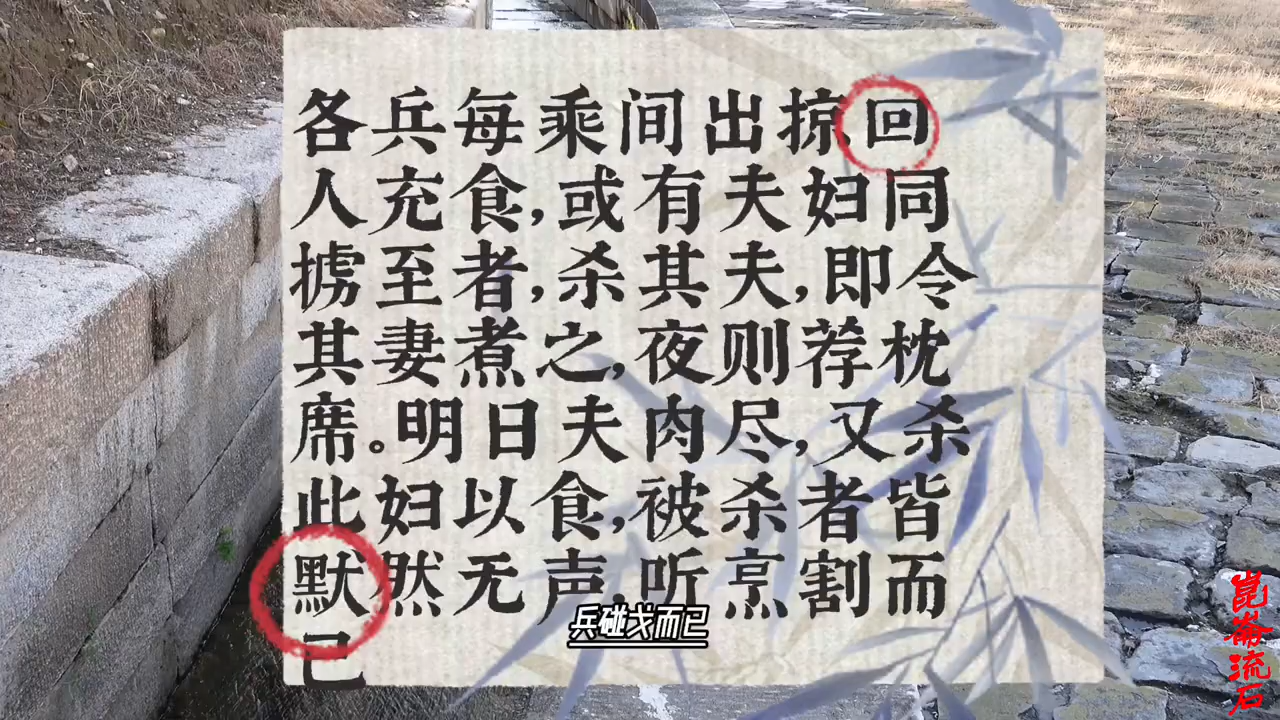 各兵每乘间出掠回
人充食,或有夫妇同
掳至者,杀其夫,即令
其妻煮之,夜则荐枕
席。明日夫肉尽,又杀
此妇以食,被杀者皆
默然无声,听烹割而
已
兵碰戈而已
崑崙流石